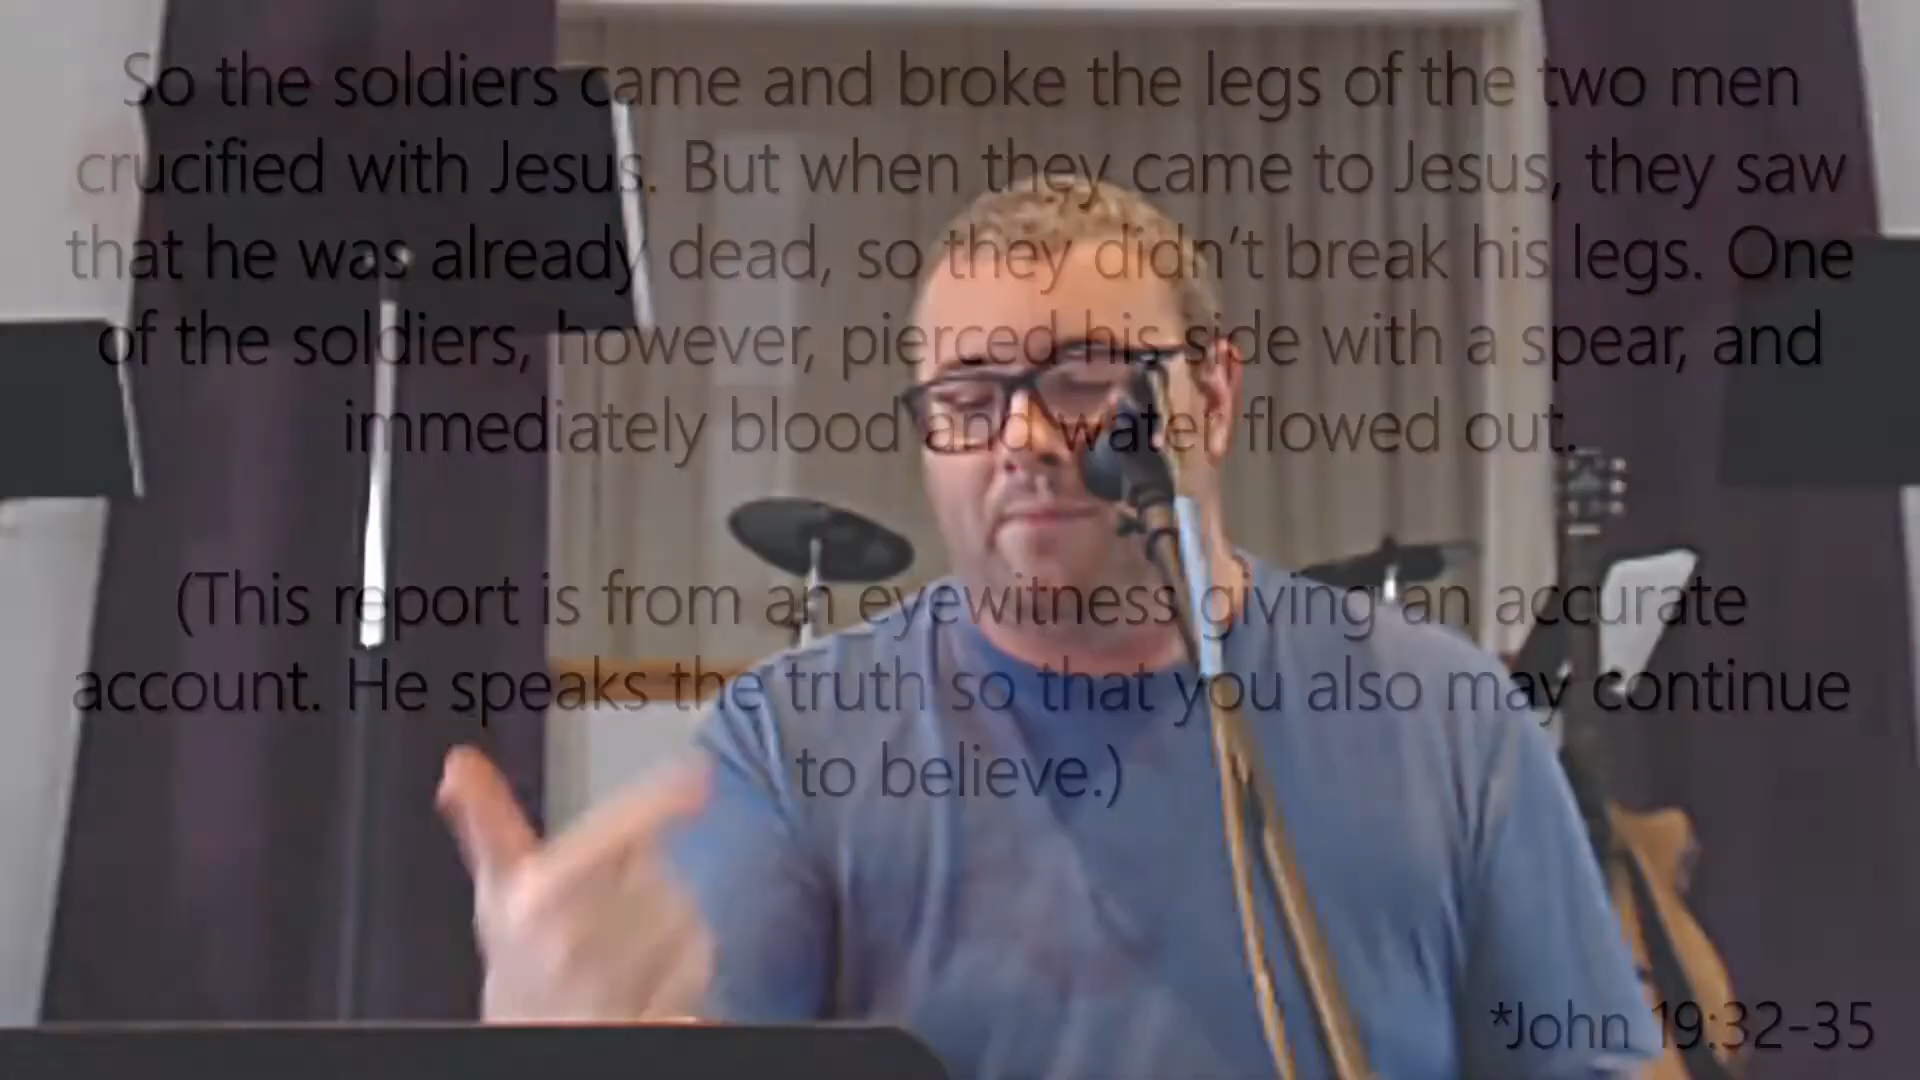 So the soldiers came and broke the legs of the two men
crucified with Jesus. But when they came to Jesus, they saw
that he was already dead, so they didn’t break his legs. One
of the soldiers, however, pierced his side with a spear, and
immediately blood and water flowed out.
(This report is from an eyewitness giving an accurate
account. He speaks the truth so that you also may continue
to believe.)
*John 19:32-35